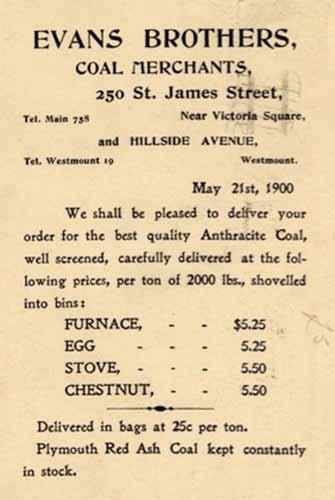 EVANS BROTHERS,
COAL MERCHANTS,
250 St. James Street,
Tel. Main 738 Near Victoria Square,
and HILLSIDE AVENUE,
Tel. Westmount 19 Westmount.
May 21st, 1900
We shall be pleased to deliver your
order for the best quality Anthracite Coal,
well screened, carefully delivered at the fol-
lowing prices, per ton of 2000 lbs., shovelled
into bins:
FURNACE, - - $5.25
EGG - - - 5.25
STOVE, - - - 5.50
CHESTNUT, - - 5.50
Delivered in bags at 25c per ton.
Plymouth Red Ash Coal kept constantly
in stock.